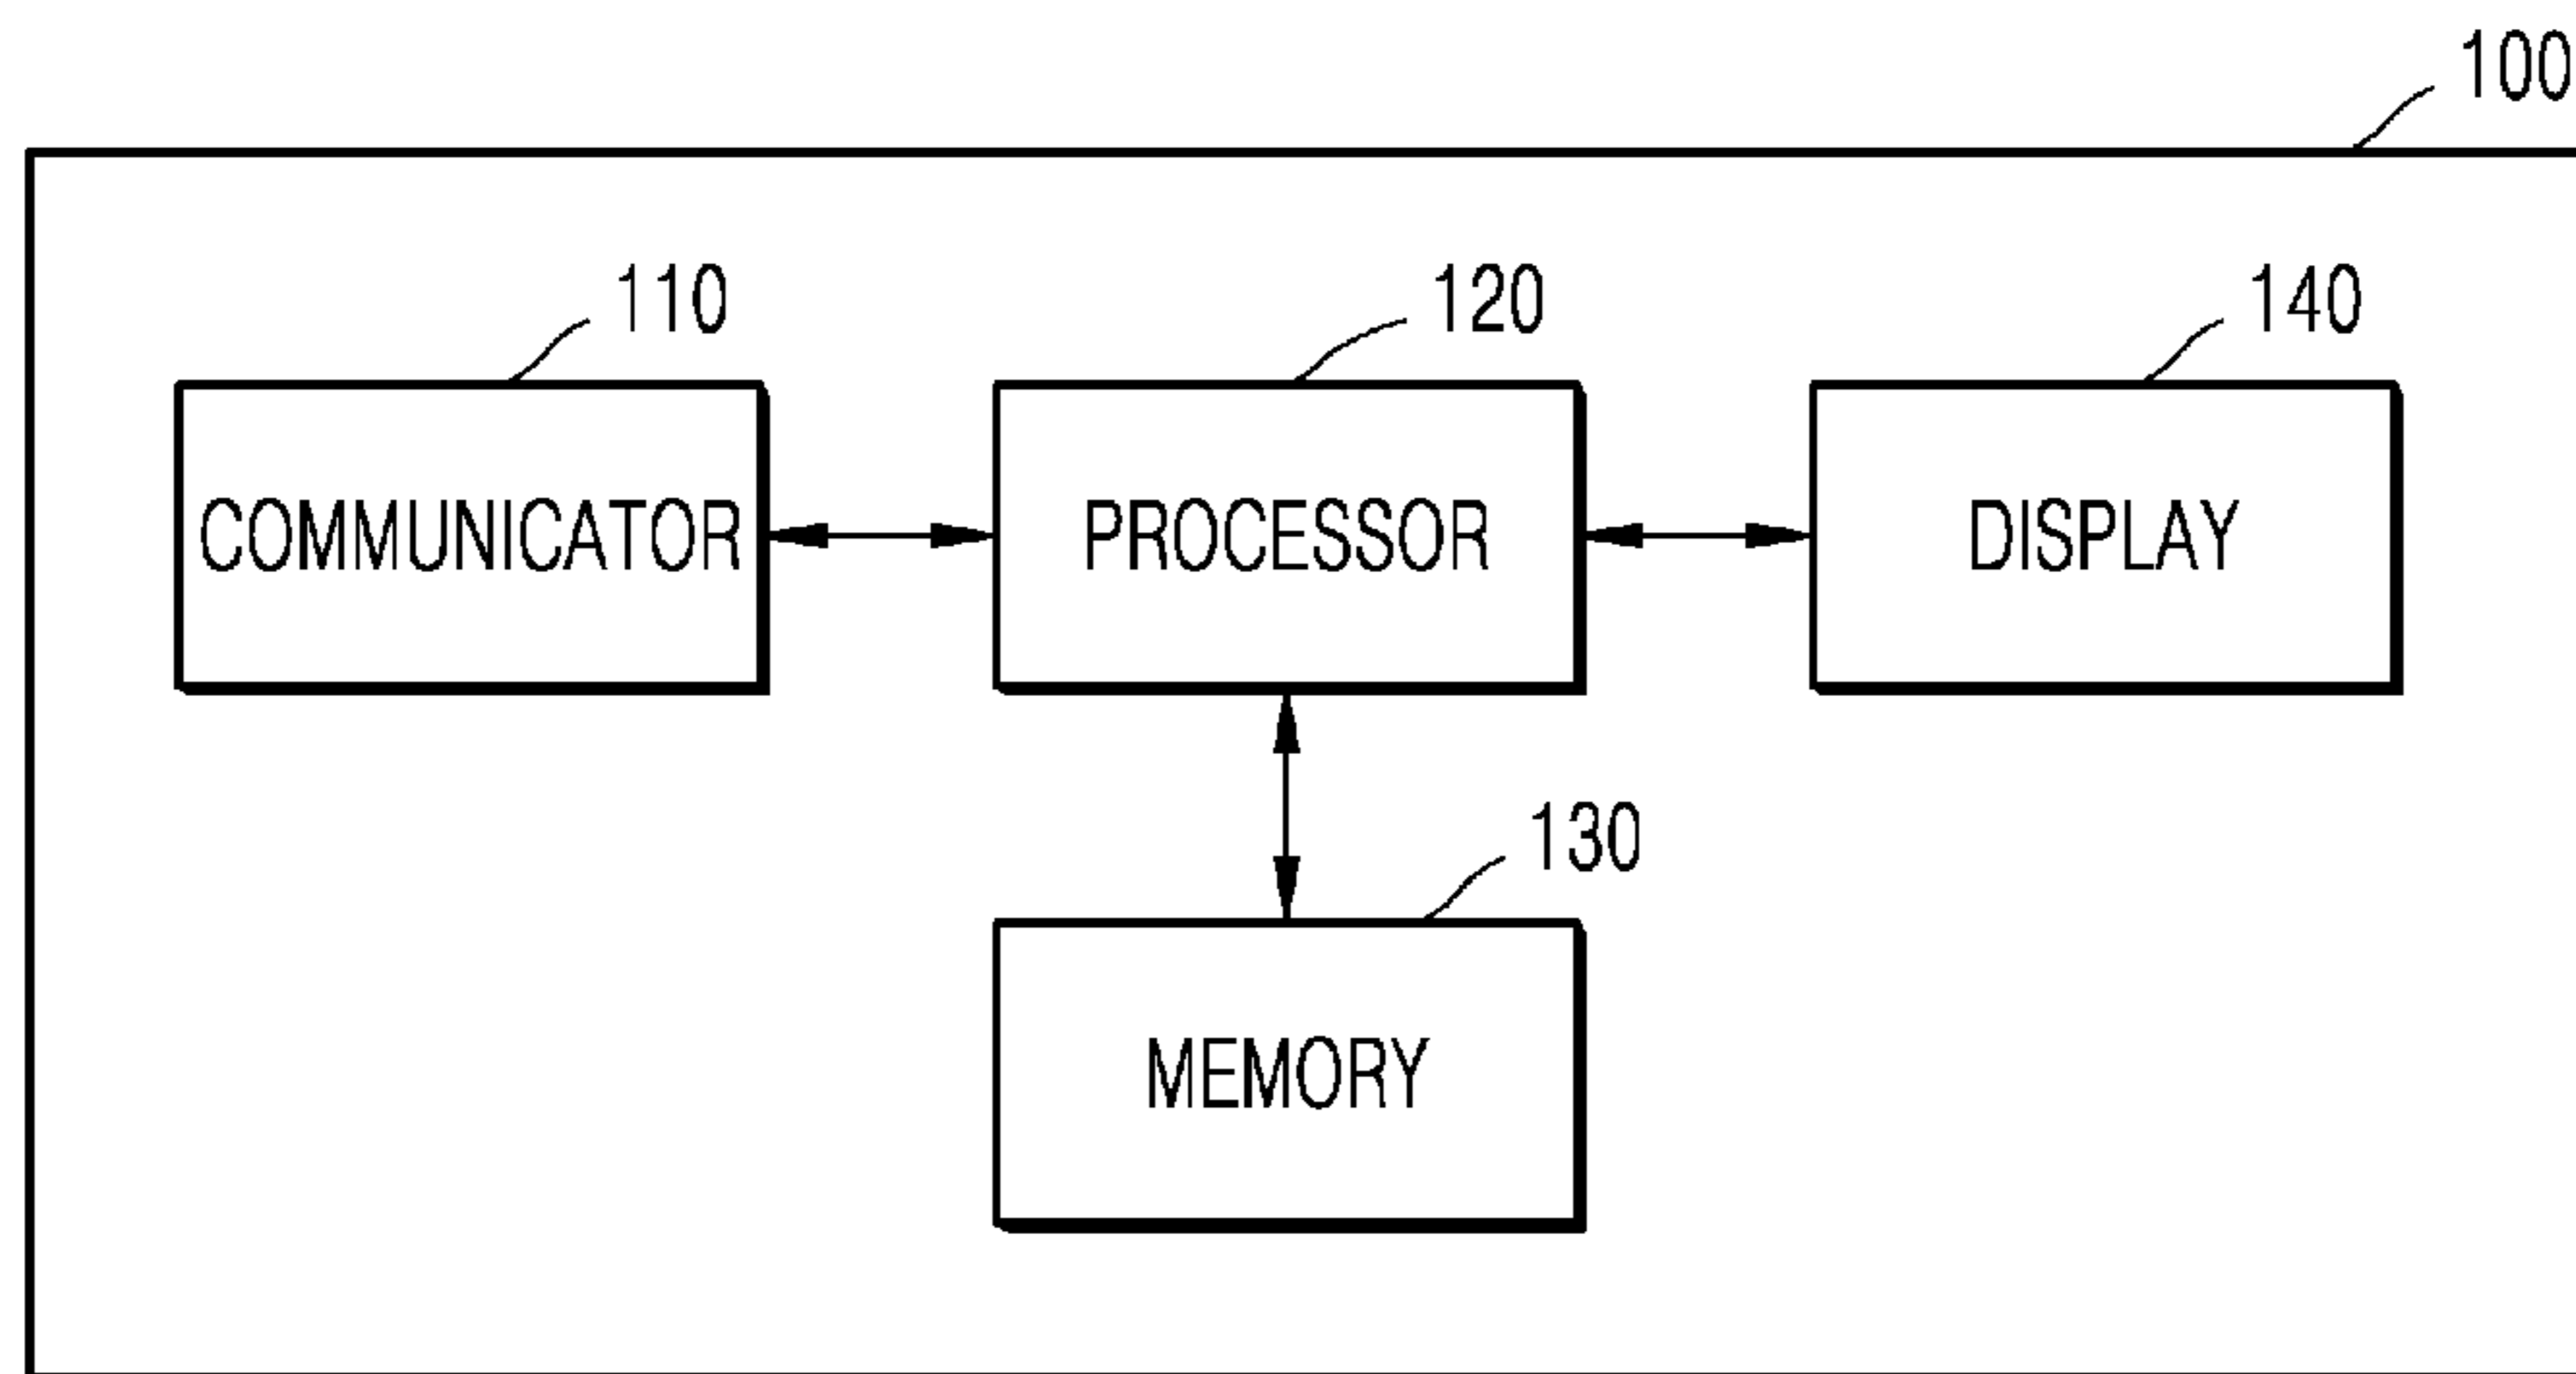 100
110
120
140
COMMUNICATOR
PROCESSOR
DISPLAY
130
MEMORY